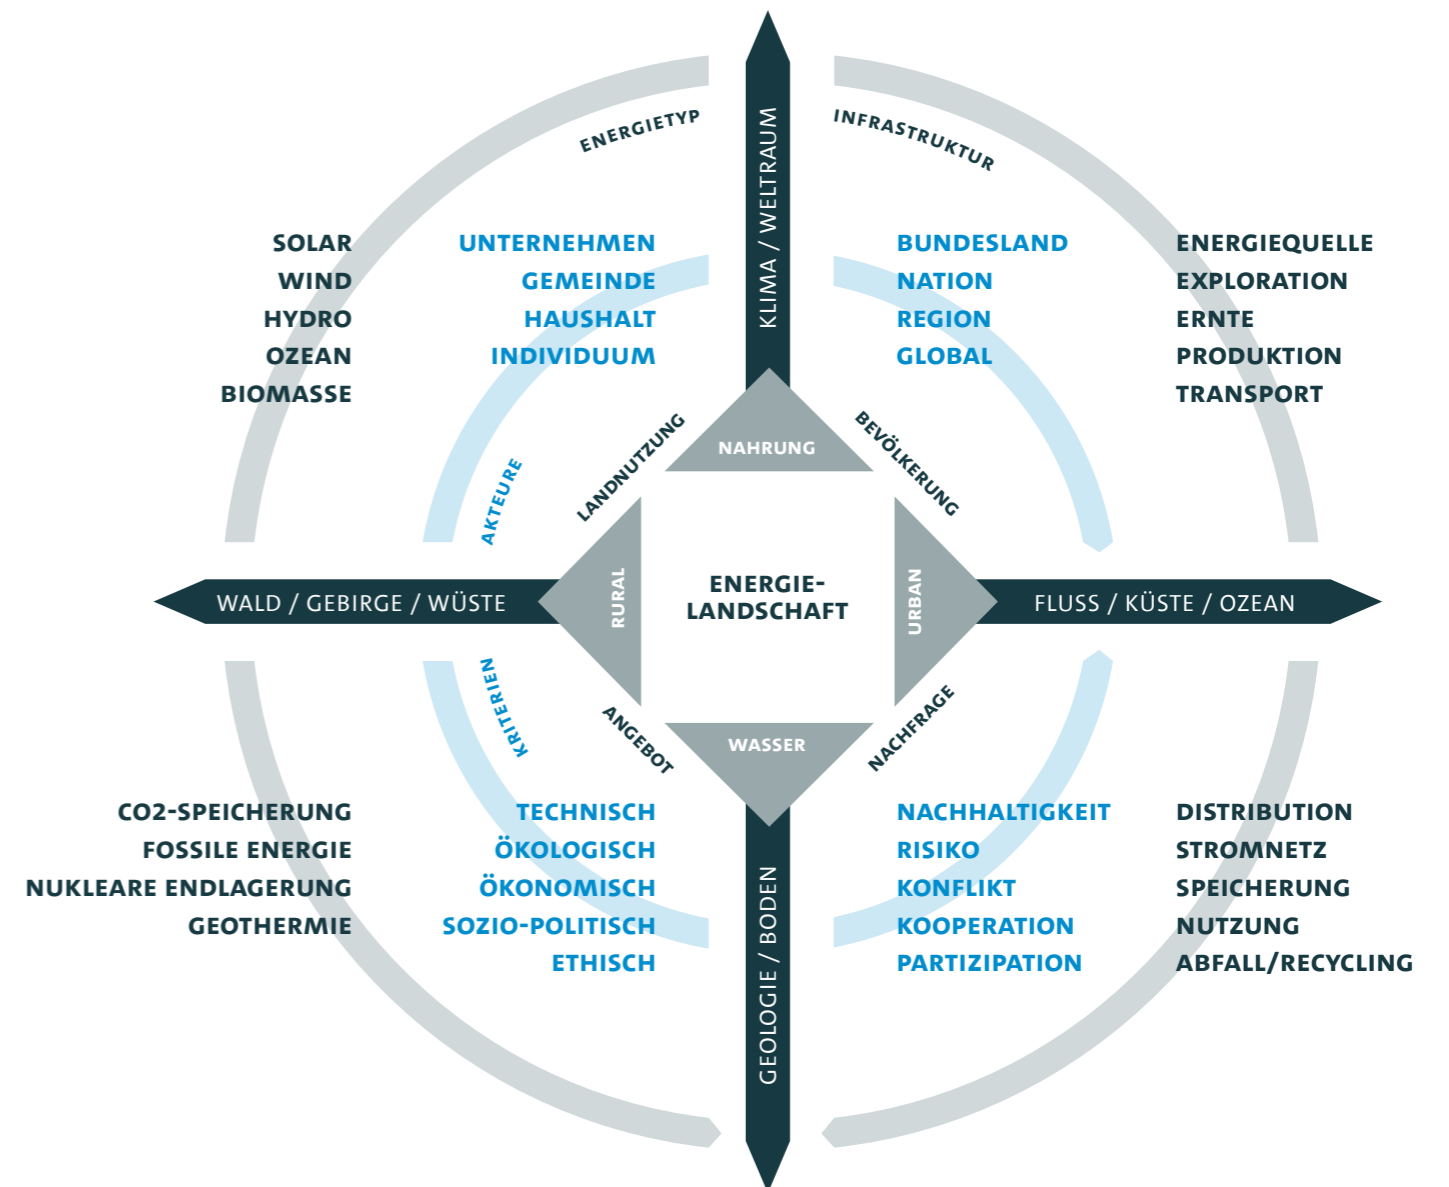 ENERGIETYP
INFRASTRUKTUR
KLIMA / WELTRAUM
SOLAR
WIND
HYDRO
OZEAN
BIOMASSE
UNTERNEHMEN
GEMEINDE
HAUSHALT
INDIVIDUUM
BUNDESLAND
NATION
REGION
GLOBAL
ENERGIEQUELLE
EXPLORATION
ERNTE
PRODUKTION
TRANSPORT
AKTEURE
LANDNUTZUNG
NAHRUNG
BEVÖLKERUNG
WALD / GEBIRGE / WÜSTE
RURAL
ENERGIE-
LANDSCHAFT
URBAN
FLUSS / KÜSTE / OZEAN
KRITERIEN
ANGEBOT
WASSER
NACHFRAGE
CO2-SPEICHERUNG
FOSSILE ENERGIE
NUKLEARE ENDLAGERUNG
GEOTHERMIE
TECHNISCH
ÖKOLOGISCH
ÖKONOMISCH
SOZIO-POLITISCH
ETHISCH
GEOLOGIE / BODEN
NACHHALTIGKEIT
RISIKO
KONFLIKT
KOOPERATION
PARTIZIPATION
DISTRIBUTION
STROMNETZ
SPEICHERUNG
NUTZUNG
ABFALL/RECYCLING